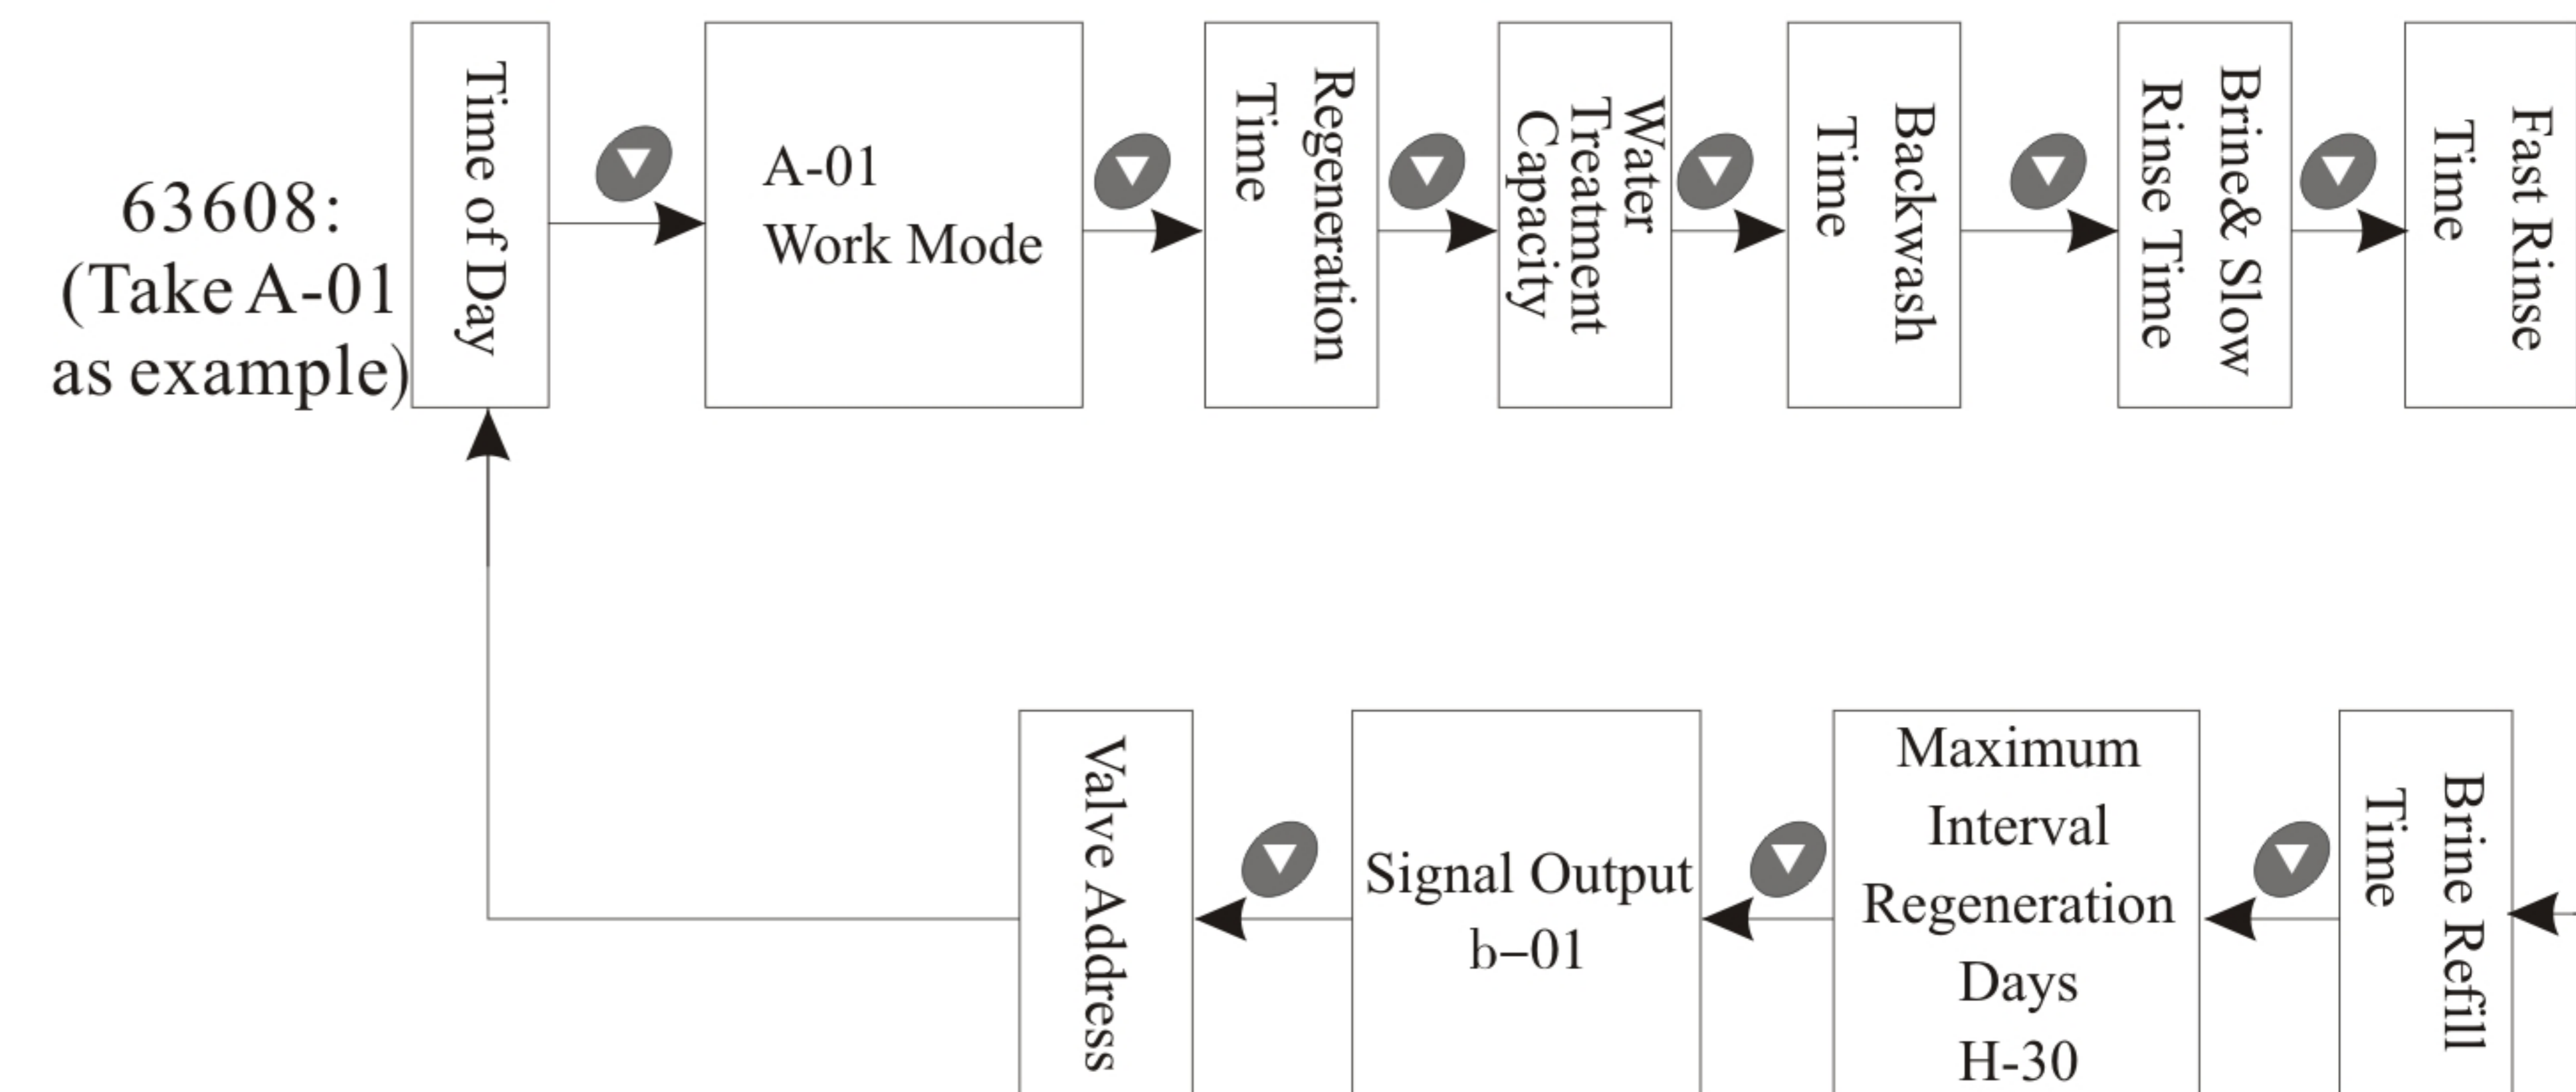 63608:
(Take A-01
as example)
Time of Day
A-01
Work Mode
Regeneration
Time
Water
Treatment
Capacity
Backwash
Time
Brine& Slow
Rinse Time
Fast Rinse
Time
Valve Address
Signal Output
b–01
Maximum
Interval
Regeneration
Days
H-30
Brine Refill
Time